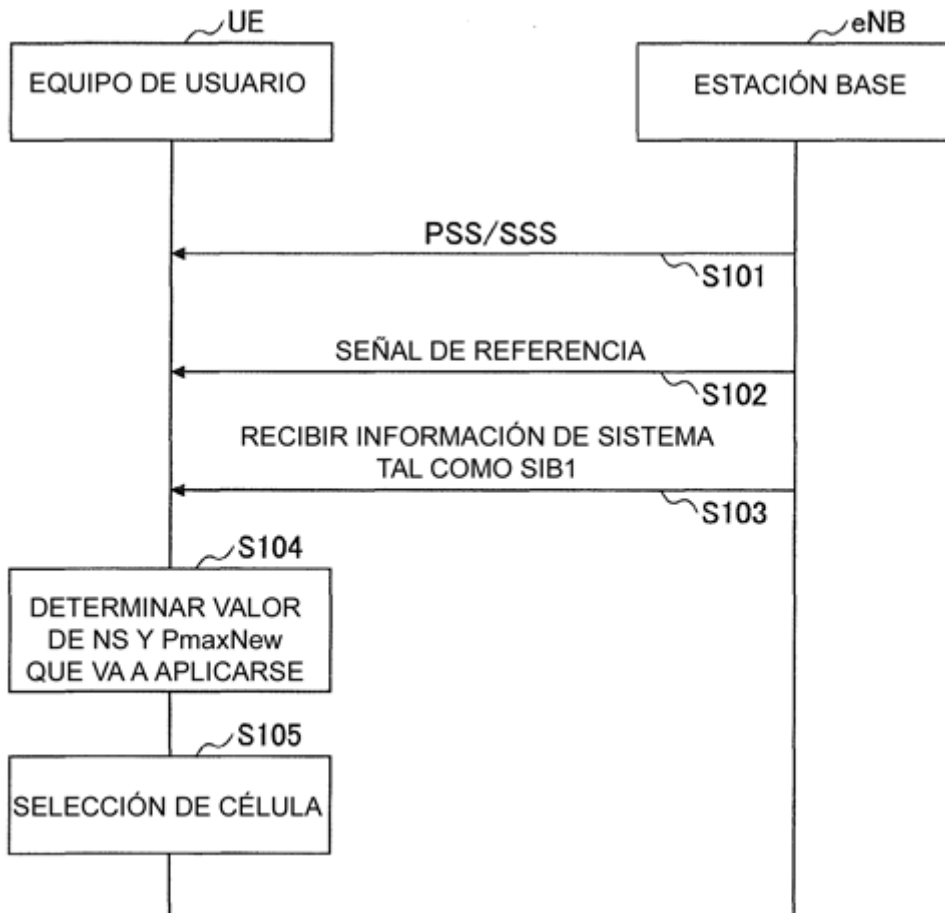 UE
eNB
EQUIPO DE USUARIO
ESTACIÓN BASE
PSS/SSS
S101
SEÑAL DE REFERENCIA
S102
RECIBIR INFORMACIÓN DE SISTEMA
TAL COMO SIB1
S103
S104
DETERMINAR VALOR
DE NS Y PmaxNew
QUE VA A APLICARSE
S105
SELECCIÓN DE CÉLULA